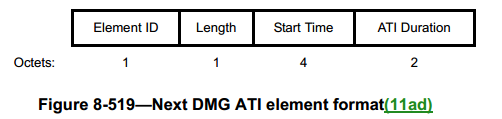 Element ID Length Start Time ATI Duration
Octets: 1 1 4 2
Figure 8-519—Next DMG ATI element format(11ad)